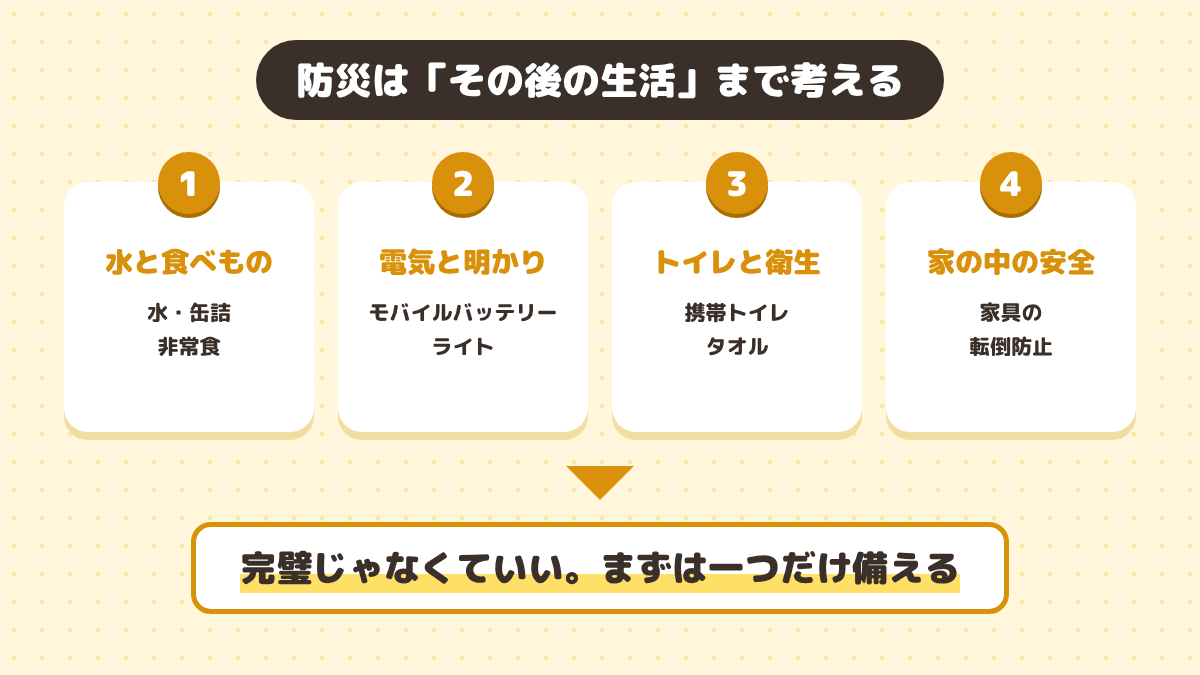 防災は「その後の生活」まで考える
1
水と食べもの
水・缶詰
非常食
2
電気と明かり
モバイルバッテリー
ライト
3
トイレと衛生
携帯トイレ
タオル
4
家の中の安全
家具の
転倒防止
完璧じゃなくていい。まずは一つだけ備える